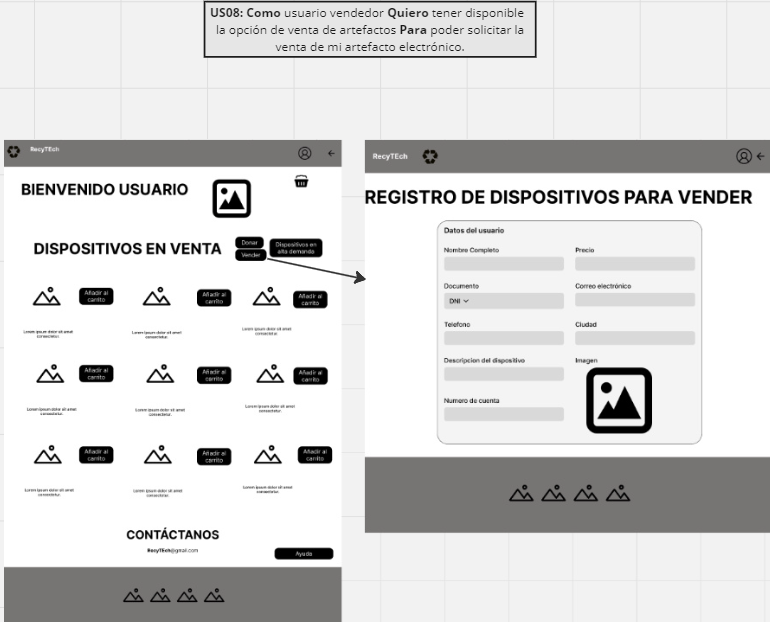 US08: Como usuario vendedor Quiero tener disponible
la opción de venta de artefactos Para poder solicitar la
venta de mi artefacto electrónico.
RecyTEch
BIENVENIDO USUARIO
DISPOSITIVOS EN VENTA
Donar
Vender
Dispositivos en
alta demanda
Añadir al
carrito
Añadir al
carrito
Añadir al
carrito
Lorem ipsum dolor sit amet
consectetur.
Lorem ipsum dolor sit amet
consectetur.
Lorem ipsum dolor sit amet
consectetur.
Añadir al
carrito
Añadir al
carrito
Añadir al
carrito
Lorem ipsum dolor sit amet
consectetur.
Lorem ipsum dolor sit amet
consectetur.
Lorem ipsum dolor sit amet
consectetur.
Añadir al
carrito
Añadir al
carrito
Añadir al
carrito
Lorem ipsum dolor sit amet
consectetur.
Lorem ipsum dolor sit amet
consectetur.
Lorem ipsum dolor sit amet
consectetur.
CONTÁCTANOS
RecyTEch@gmail.com
Ayuda
RecyTEch
REGISTRO DE DISPOSITIVOS PARA VENDER
Datos del usuario
Nombre Completo
Precio
Documento
DNI
Correo electrónico
Telefono
Ciudad
Descripcion del dispositivo
Imagen
Numero de cuenta